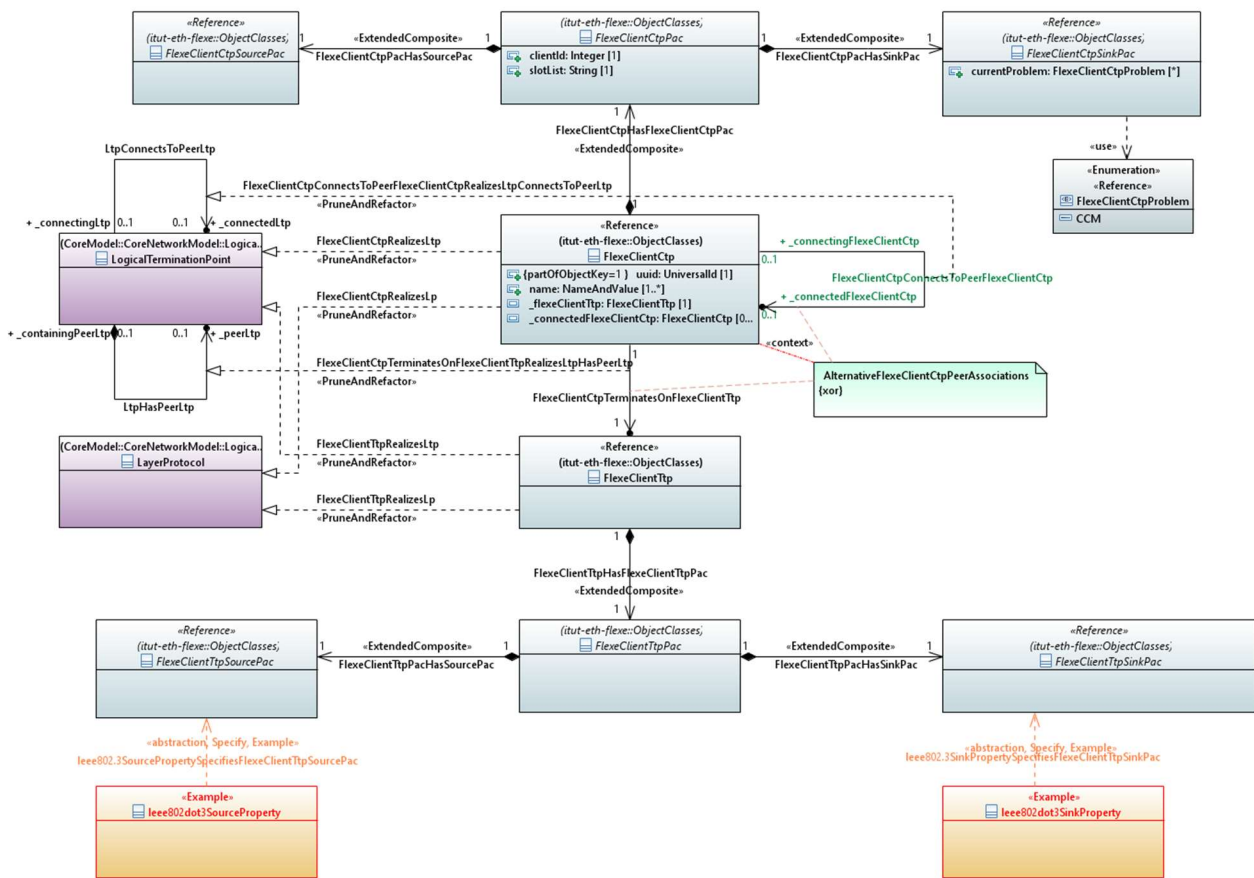 «Reference»
(itut-eth-flexe::ObjectClasses)
FlexeClientCtpSourcePac
1
«ExtendedComposite»
FlexeClientCtpPacHasSourcePac
1
(itut-eth-flexe::ObjectClasses)
FlexeClientCtpPac
clientId: Integer [1]
slotList: String [1]
1
«ExtendedComposite»
FlexeClientCtpPacHasSinkPac
1
«Reference»
(itut-eth-flexe::ObjectClasses)
FlexeClientCtpSinkPac
currentProblem: FlexeClientCtpProblem [*]
1
FlexeClientCtpHasFlexeClientCtpPac
«ExtendedComposite»
1
«use»
«Enumeration»
«Reference»
FlexeClientCtpProblem
CCM
LtpConnectsToPeerLtp
FlexeClientCtpConnectsToPeerFlexeClientCtpRealizesLtpConnectsToPeerLtp
«PruneAndRefactor»
+ _connectingLtp
0..1
0..1
+ _connectedLtp
(CoreModel::CoreNetworkModel::Logica...
LogicalTerminationPoint
FlexeClientCtpRealizesLtp
«PruneAndRefactor»
FlexeClientCtpRealizesLp
«PruneAndRefactor»
«Reference»
(itut-eth-flexe::ObjectClasses)
FlexeClientCtp
{partOfObjectKey=1 } uuid: UniversalId [1]
name: NameAndValue [1..*]
_flexeClientTtp: FlexeClientTtp [1]
_connectedFlexeClientCtp: FlexeClientCtp [0...
+ _connectingFlexeClientCtp
0..1
FlexeClientCtpConnectsToPeerFlexeClientCtp
+ _connectedFlexeClientCtp
0..1
+ _containingPeerLtp
0..1
0..1
+ _peerLtp
LtpHasPeerLtp
FlexeClientCtpTerminatesOnFlexeClientTtpRealizesLtpHasPeerLtp
«PruneAndRefactor»
«context»
AlternativeFlexeClientCtpPeerAssociations
{xor}
1
FlexeClientCtpTerminatesOnFlexeClientTtp
1
(CoreModel::CoreNetworkModel::Logica...
LayerProtocol
FlexeClientTtpRealizesLtp
«PruneAndRefactor»
FlexeClientTtpRealizesLp
«PruneAndRefactor»
«Reference»
(itut-eth-flexe::ObjectClasses)
FlexeClientTtp
1
FlexeClientTtpHasFlexeClientTtpPac
«ExtendedComposite»
1
«Reference»
(itut-eth-flexe::ObjectClasses)
FlexeClientTtpSourcePac
1
«ExtendedComposite»
FlexeClientTtpPacHasSourcePac
1
(itut-eth-flexe::ObjectClasses)
FlexeClientTtpPac
1
«ExtendedComposite»
FlexeClientTtpPacHasSinkPac
1
«Reference»
(itut-eth-flexe::ObjectClasses)
FlexeClientTtpSinkPac
«abstraction, Specify, Example»
Ieee802.3SourcePropertySpecifiesFlexeClientTtpSourcePac
«abstraction, Specify, Example»
Ieee802.3SinkPropertySpecifiesFlexeClientTtpSinkPac
«Example»
Ieee802dot3SourceProperty
«Example»
Ieee802dot3SinkProperty